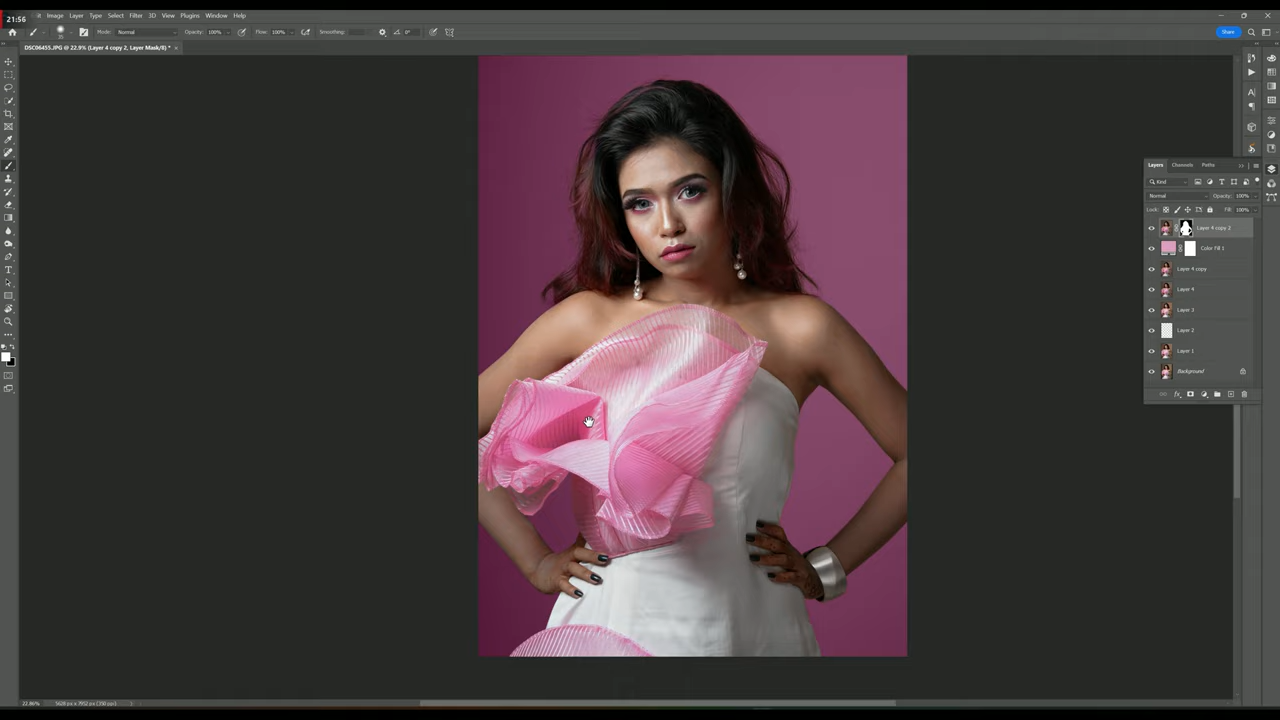 21:56
Image Layer Type Select Filter 3D View Plugins Window Help
Mode: Normal Opacity: 100% Flow: 100% Smoothing: 0° Share
DSC06455.JPG @ 22.9% (Layer 4 copy 2, Layer Mask/8) *
Layers Channels Paths
Kind
Normal Opacity: 100%
Lock: Fill: 100%
Layer 4 copy 2
Color Fill 1
Layer 4 copy
Layer 4
Layer 3
Layer 2
Layer 1
Background
22.86%